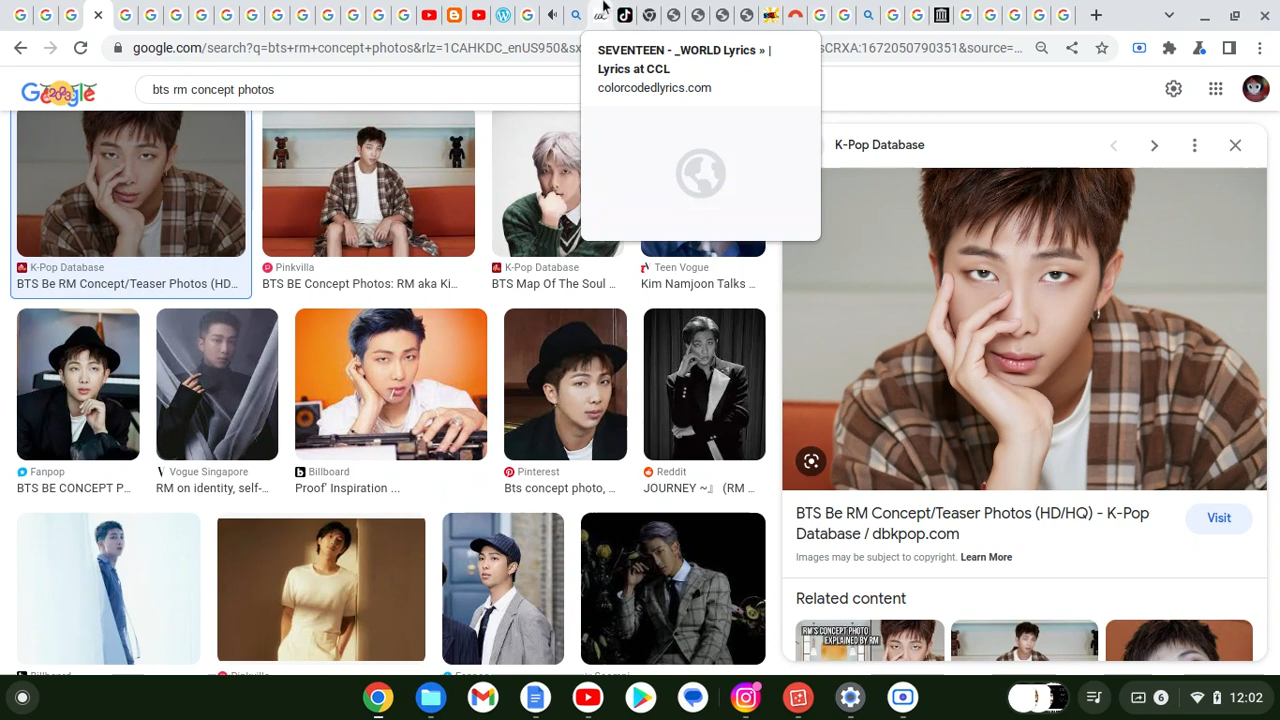 google.com/search?q=bts+rm+concept+photos&rlz=1CAHKDC_enUS950&sx
sCRXA:1672050790351&source=...
SEVENTEEN - _WORLD Lyrics » |
Lyrics at CCL
colorcodedlyrics.com
bts rm concept photos
K-Pop Database
K-Pop Database
BTS Be RM Concept/Teaser Photos (HD...
Pinkvilla
BTS BE Concept Photos: RM aka Ki...
K-Pop Database
BTS Map Of The Soul ...
Teen Vogue
Kim Namjoon Talks ...
Fanpop
BTS BE CONCEPT P...
Vogue Singapore
RM on identity, self-...
Billboard
Proof' Inspiration ...
Pinterest
Bts concept photo, ...
Reddit
JOURNEY ~』 (RM ...
BTS Be RM Concept/Teaser Photos (HD/HQ) - K-Pop
Database / dbkpop.com
Visit
Images may be subject to copyright. Learn More
Related content
RM'S CONCEPT PHOTO
EXPLAINED BY RM
6
12:02